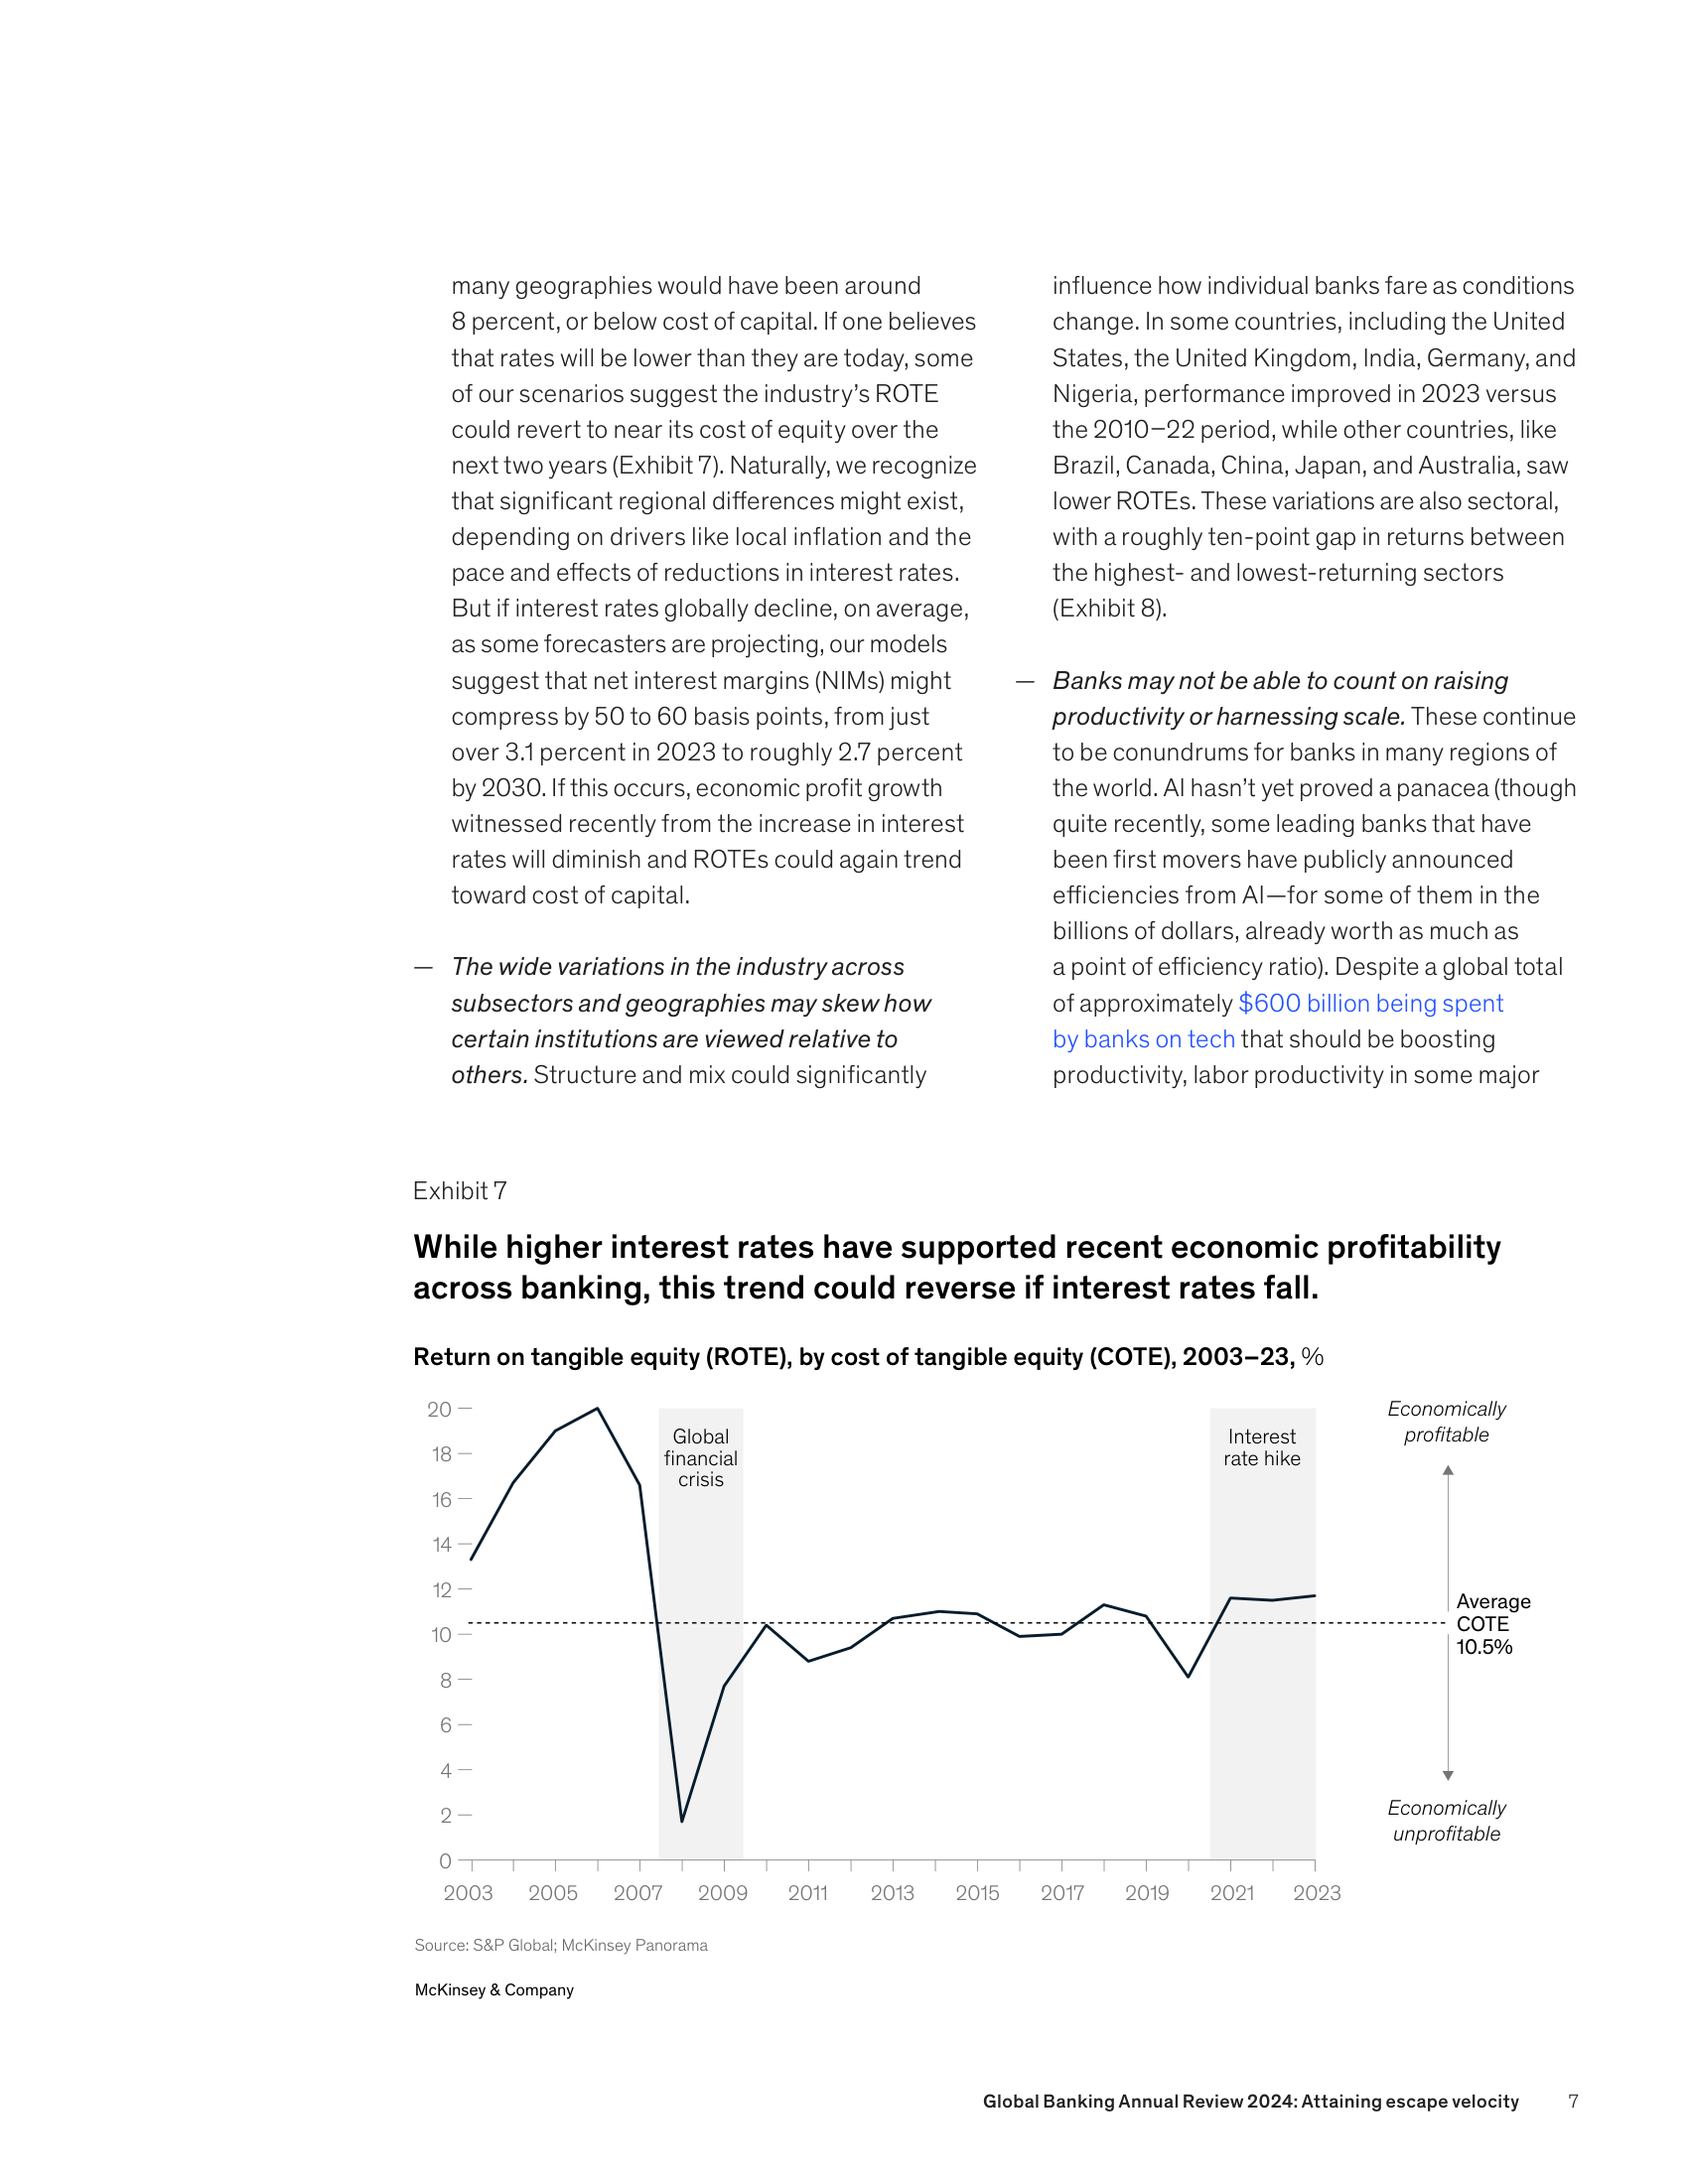 many geographies would have been around
8 percent, or below cost of capital. If one believes
that rates will be lower than they are today, some
of our scenarios suggest the industry’s ROTE
could revert to near its cost of equity over the
next two years (Exhibit 7). Naturally, we recognize
that significant regional differences might exist,
depending on drivers like local inflation and the
pace and effects of reductions in interest rates.
But if interest rates globally decline, on average,
as some forecasters are projecting, our models
suggest that net interest margins (NIMs) might
compress by 50 to 60 basis points, from just
over 3.1 percent in 2023 to roughly 2.7 percent
by 2030. If this occurs, economic profit growth
witnessed recently from the increase in interest
rates will diminish and ROTEs could again trend
toward cost of capital.
— The wide variations in the industry across
subsectors and geographies may skew how
certain institutions are viewed relative to
others. Structure and mix could significantly
influence how individual banks fare as conditions
change. In some countries, including the United
States, the United Kingdom, India, Germany, and
Nigeria, performance improved in 2023 versus
the 2010–22 period, while other countries, like
Brazil, Canada, China, Japan, and Australia, saw
lower ROTEs. These variations are also sectoral,
with a roughly ten-point gap in returns between
the highest- and lowest-returning sectors
(Exhibit 8).
— Banks may not be able to count on raising
productivity or harnessing scale. These continue
to be conundrums for banks in many regions of
the world. AI hasn’t yet proved a panacea (though
quite recently, some leading banks that have
been first movers have publicly announced
efficiencies from AI—for some of them in the
billions of dollars, already worth as much as
a point of efficiency ratio). Despite a global total
of approximately $600 billion being spent
by banks on tech that should be boosting
productivity, labor productivity in some major
Exhibit 7
While higher interest rates have supported recent economic profitability
across banking, this trend could reverse if interest rates fall.
Return on tangible equity (ROTE), by cost of tangible equity (COTE), 2003–23, %
20
18
16
14
12
10
8
6
4
2
0
Global
financial
crisis
Interest
rate hike
Economically
profitable
Average
COTE
10.5%
Economically
unprofitable
2003 2005 2007 2009 2011 2013 2015 2017 2019 2021 2023
Source: S&P Global; McKinsey Panorama
McKinsey & Company
Global Banking Annual Review 2024: Attaining escape velocity 7